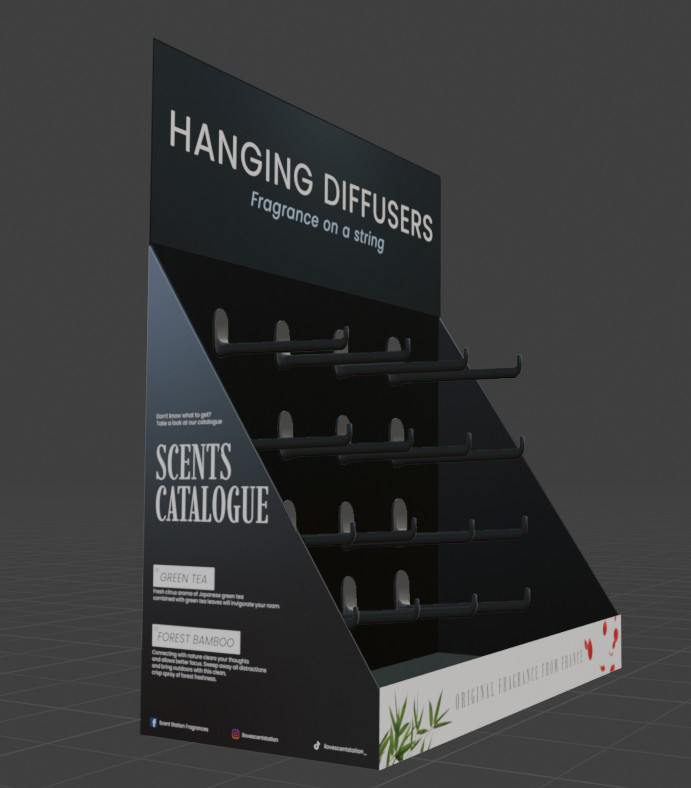 HANGING DIFFUSERS
Fragrance on a string
Don't know what to get?
Take a look at our catalogue
SCENTS
CATALOGUE
GREEN TEA
Fresh citrus aroma of Japanese green tea
combined with green tea leaves will invigorate your room
FOREST BAMBOO
Connecting with nature clears your thoughts
and allows better focus. Sweep away all distractions
and bring outdoors with this clean,
crisp spray of forest freshness.
Scent Station Fragrances
ilovescentstation
ilovescentstation_
ORIGINAL FRAGRANCE FROM FRANCE